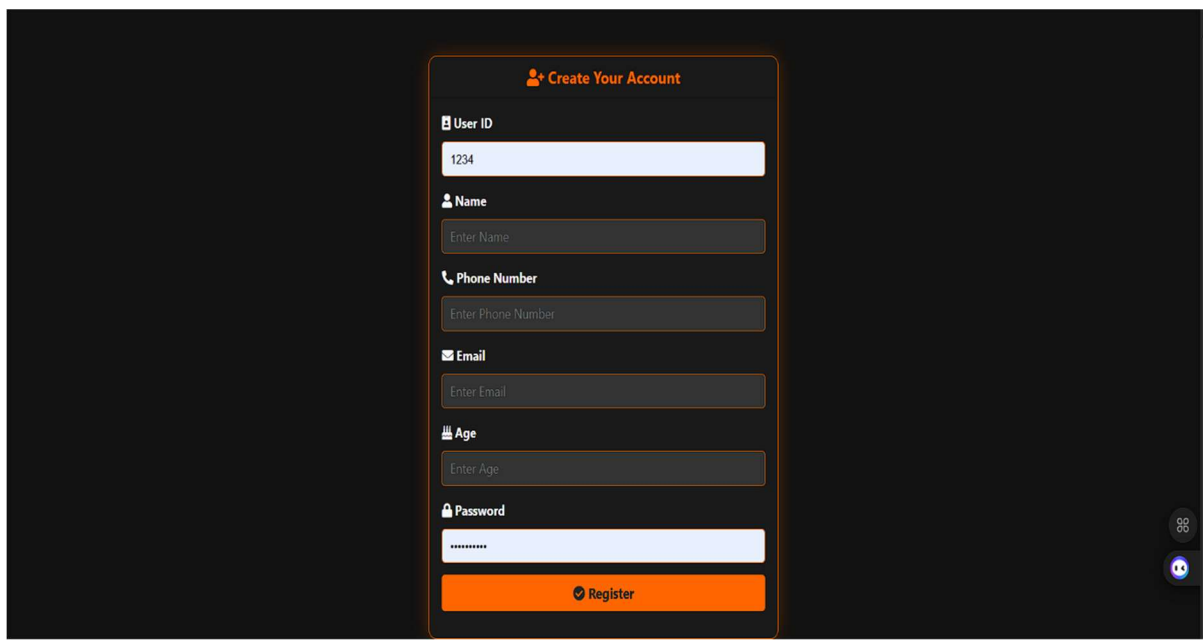 Create Your Account
User ID
1234
Name
Enter Name
Phone Number
Enter Phone Number
Email
Enter Email
Age
Enter Age
Password
••••••••••
Register